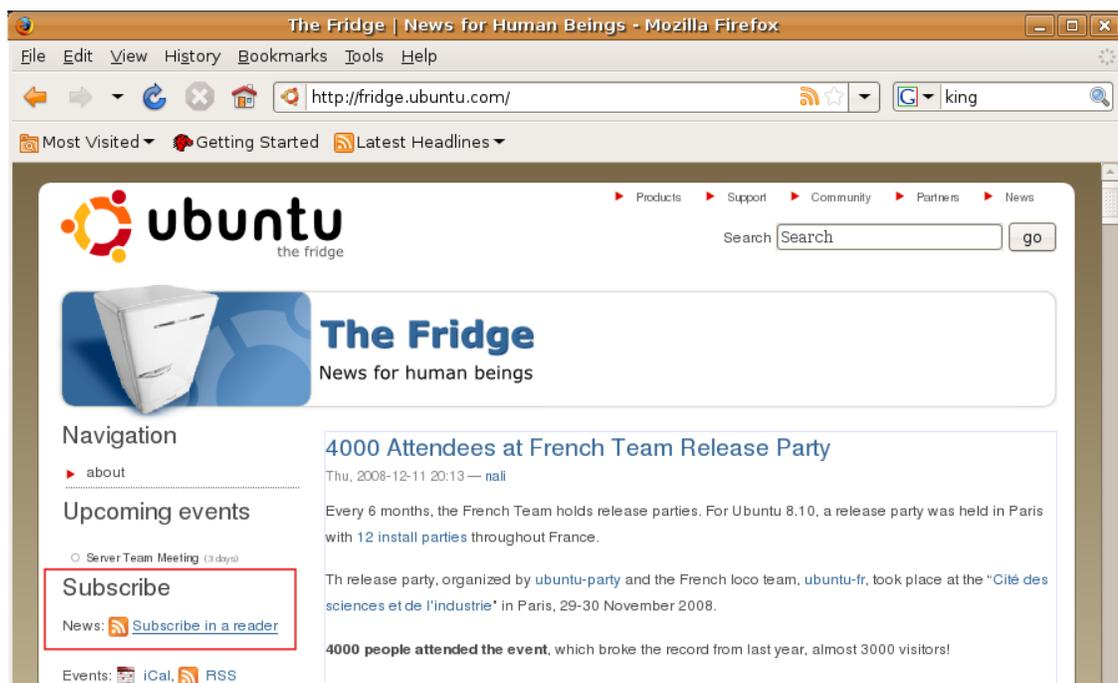 The Fridge | News for Human Beings - Mozilla Firefox
File Edit View History Bookmarks Tools Help
http://fridge.ubuntu.com/
G king
Most Visited Getting Started Latest Headlines
Products Support Community Partners News
ubuntu
the fridge
Search Search go
The Fridge
News for human beings
Navigation
about
Upcoming events
Server Team Meeting (3 days)
Subscribe
News: Subscribe in a reader
Events: iCal, RSS
4000 Attendees at French Team Release Party
Thu, 2008-12-11 20:13 — nali
Every 6 months, the French Team holds release parties. For Ubuntu 8.10, a release party was held in Paris
with 12 install parties throughout France.
Th release party, organized by ubuntu-party and the French loco team, ubuntu-fr, took place at the "Cité des
sciences et de l'industrie" in Paris, 29-30 November 2008.
4000 people attended the event, which broke the record from last year, almost 3000 visitors!